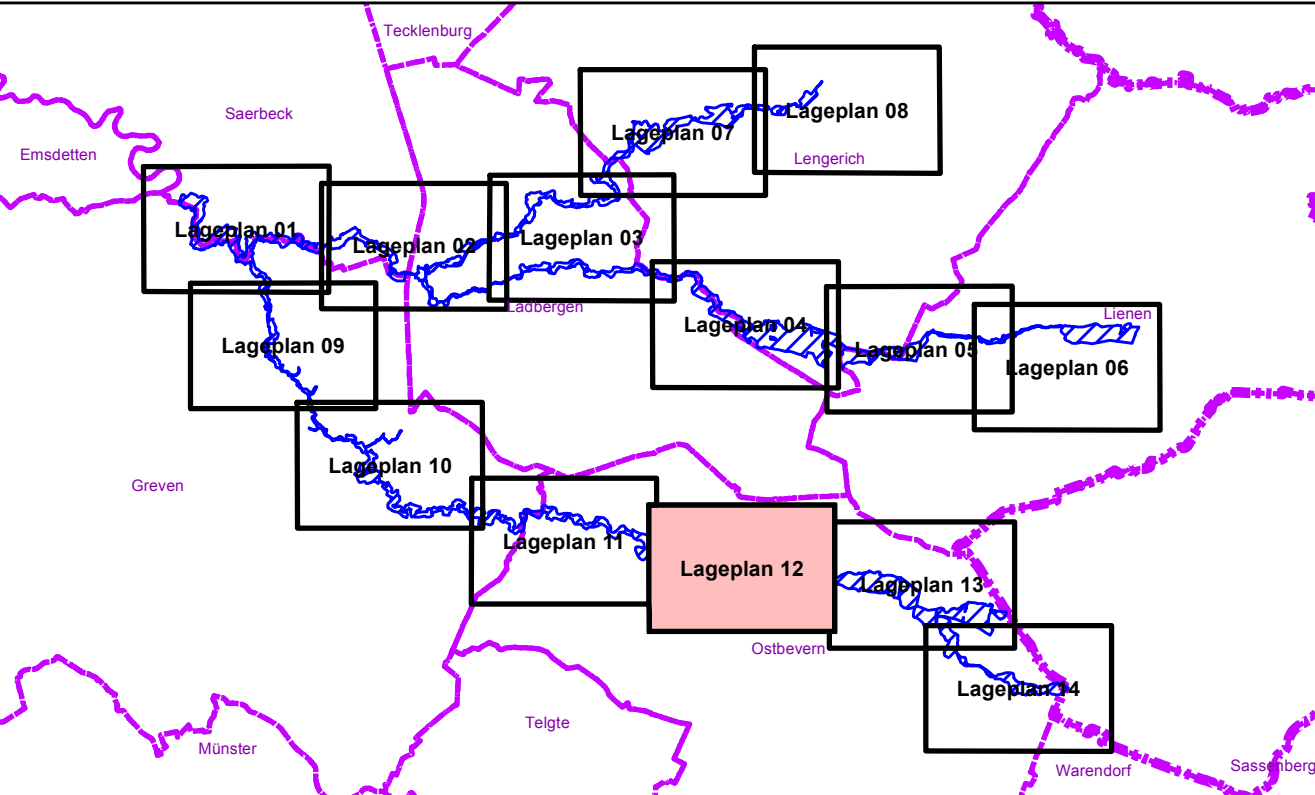 Tecklenburg
Saerbeck
Lageplan 08
Lageplan 07
Emsdetten
Lengerich
Lageplan 01
Lageplan 02
Lageplan 03
Ladbergen
Lienen
Lageplan 04
Lageplan 09
Lageplan 05
Lageplan 06
Lageplan 10
Greven
Lageplan 11
Lageplan 12
Lageplan 13
Ostbevern
Lageplan 14
Telgte
Münster
Warendorf
Sassenberg